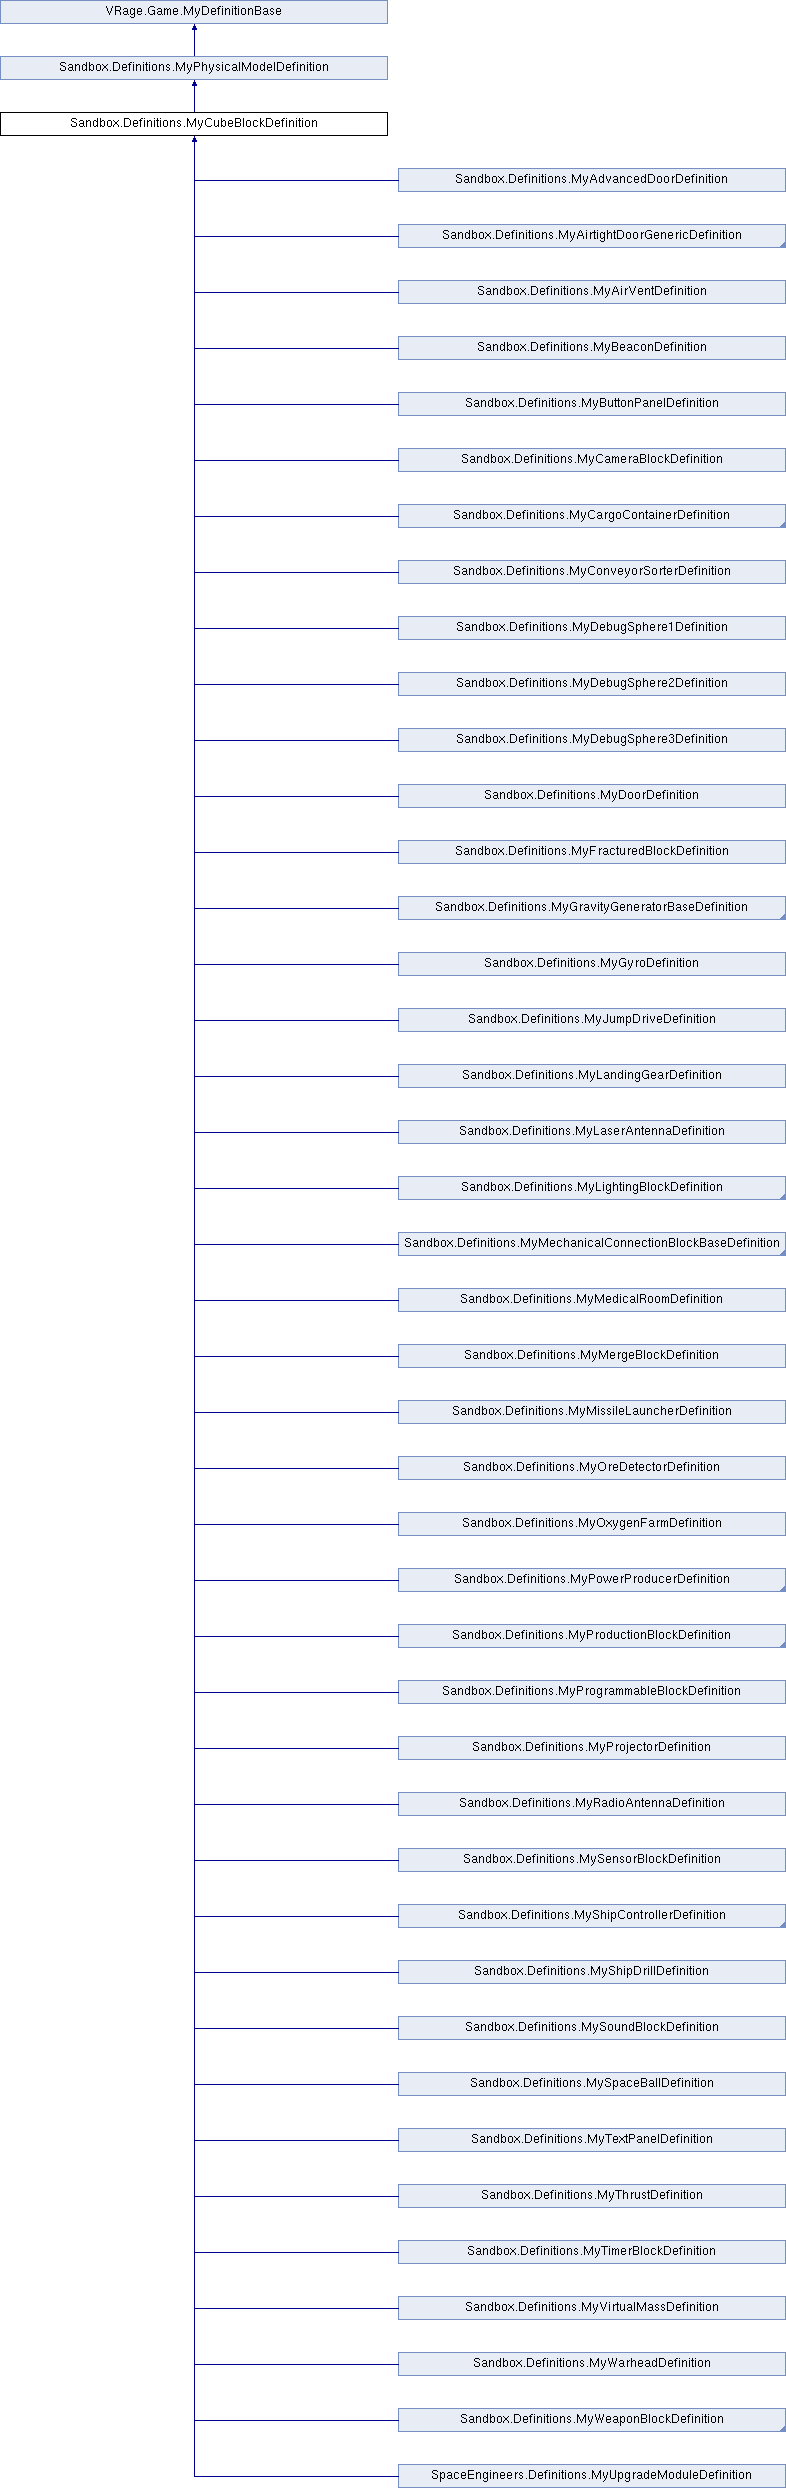 VRage.Game.MyDefinitionBase
Sandbox.Definitions.MyPhysicalModelDefinition
Sandbox.Definitions.MyCubeBlockDefinition
Sandbox.Definitions.MyAdvancedDoorDefinition
Sandbox.Definitions.MyAirtightDoorGenericDefinition
Sandbox.Definitions.MyAirVentDefinition
Sandbox.Definitions.MyBeaconDefinition
Sandbox.Definitions.MyButtonPanelDefinition
Sandbox.Definitions.MyCameraBlockDefinition
Sandbox.Definitions.MyCargoContainerDefinition
Sandbox.Definitions.MyConveyorSorterDefinition
Sandbox.Definitions.MyDebugSphere1Definition
Sandbox.Definitions.MyDebugSphere2Definition
Sandbox.Definitions.MyDebugSphere3Definition
Sandbox.Definitions.MyDoorDefinition
Sandbox.Definitions.MyFracturedBlockDefinition
Sandbox.Definitions.MyGravityGeneratorBaseDefinition
Sandbox.Definitions.MyGyroDefinition
Sandbox.Definitions.MyJumpDriveDefinition
Sandbox.Definitions.MyLandingGearDefinition
Sandbox.Definitions.MyLaserAntennaDefinition
Sandbox.Definitions.MyLightingBlockDefinition
Sandbox.Definitions.MyMechanicalConnectionBlockBaseDefinition
Sandbox.Definitions.MyMedicalRoomDefinition
Sandbox.Definitions.MyMergeBlockDefinition
Sandbox.Definitions.MyMissileLauncherDefinition
Sandbox.Definitions.MyOreDetectorDefinition
Sandbox.Definitions.MyOxygenFarmDefinition
Sandbox.Definitions.MyPowerProducerDefinition
Sandbox.Definitions.MyProductionBlockDefinition
Sandbox.Definitions.MyProgrammableBlockDefinition
Sandbox.Definitions.MyProjectorDefinition
Sandbox.Definitions.MyRadioAntennaDefinition
Sandbox.Definitions.MySensorBlockDefinition
Sandbox.Definitions.MyShipControllerDefinition
Sandbox.Definitions.MyShipDrillDefinition
Sandbox.Definitions.MySoundBlockDefinition
Sandbox.Definitions.MySpaceBallDefinition
Sandbox.Definitions.MyTextPanelDefinition
Sandbox.Definitions.MyThrustDefinition
Sandbox.Definitions.MyTimerBlockDefinition
Sandbox.Definitions.MyVirtualMassDefinition
Sandbox.Definitions.MyWarheadDefinition
Sandbox.Definitions.MyWeaponBlockDefinition
SpaceEngineers.Definitions.MyUpgradeModuleDefinition